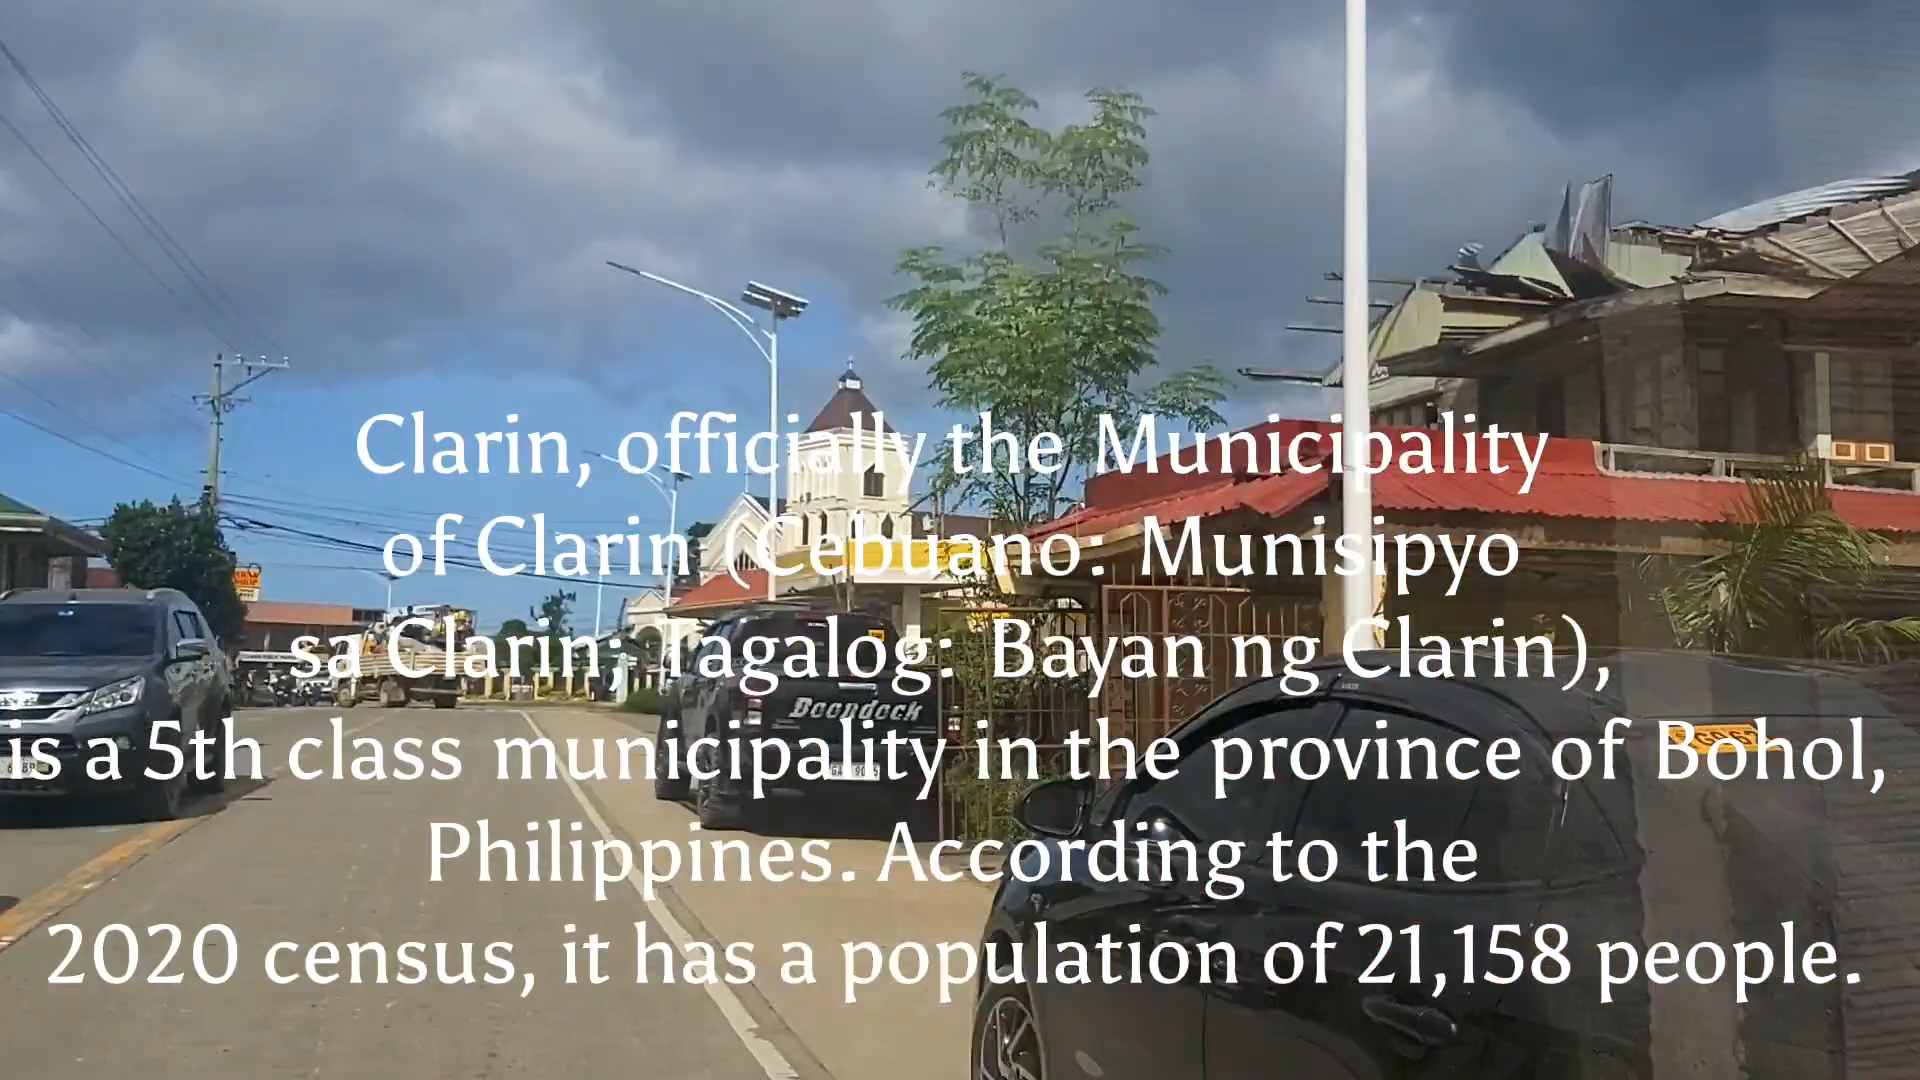 Clarin, officially the Municipality
of Clarin (Cebuano: Munisipyo
sa Clarin; Tagalog: Bayan ng Clarin),
is a 5th class municipality in the province of Bohol,
Philippines. According to the
2020 census, it has a population of 21,158 people.
Boondock